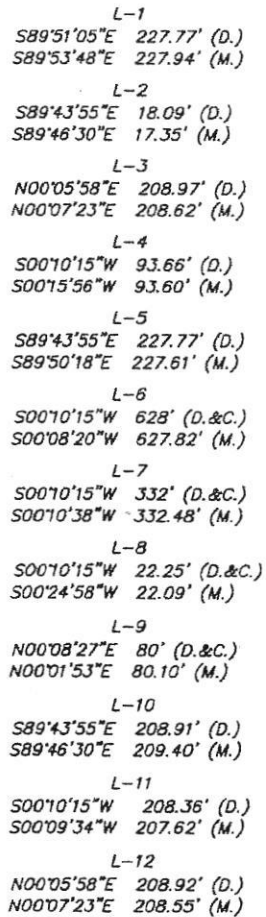 L-1
S89°51'05"E 227.77' (D.)
S89°53'48"E 227.94' (M.)
L-2
S89°43'55"E 18.09' (D.)
S89°46'30"E 17.35' (M.)
L-3
N00°05'58"E 208.97' (D.)
N00°07'23"E 208.62' (M.)
L-4
S00°10'15"W 93.66' (D.)
S00°15'56"W 93.60' (M.)
L-5
S89°43'55"E 227.77' (D.)
S89°50'18"E 227.61' (M.)
L-6
S00°10'15"W 628' (D.&C.)
S00°08'20"W 627.82' (M.)
L-7
S00°10'15"W 332' (D.&C.)
S00°10'38"W 332.48' (M.)
L-8
S00°10'15"W 22.25' (D.&C.)
S00°24'58"W 22.09' (M.)
L-9
N00°08'27"E 80' (D.&C.)
N00°01'53"E 80.10' (M.)
L-10
S89°43'55"E 208.91' (D.)
S89°46'30"E 209.40' (M.)
L-11
S00°10'15"W 208.36' (D.)
S00°09'34"W 207.62' (M.)
L-12
N00°05'58"E 208.92' (D.)
N00°07'23"E 208.55' (M.)